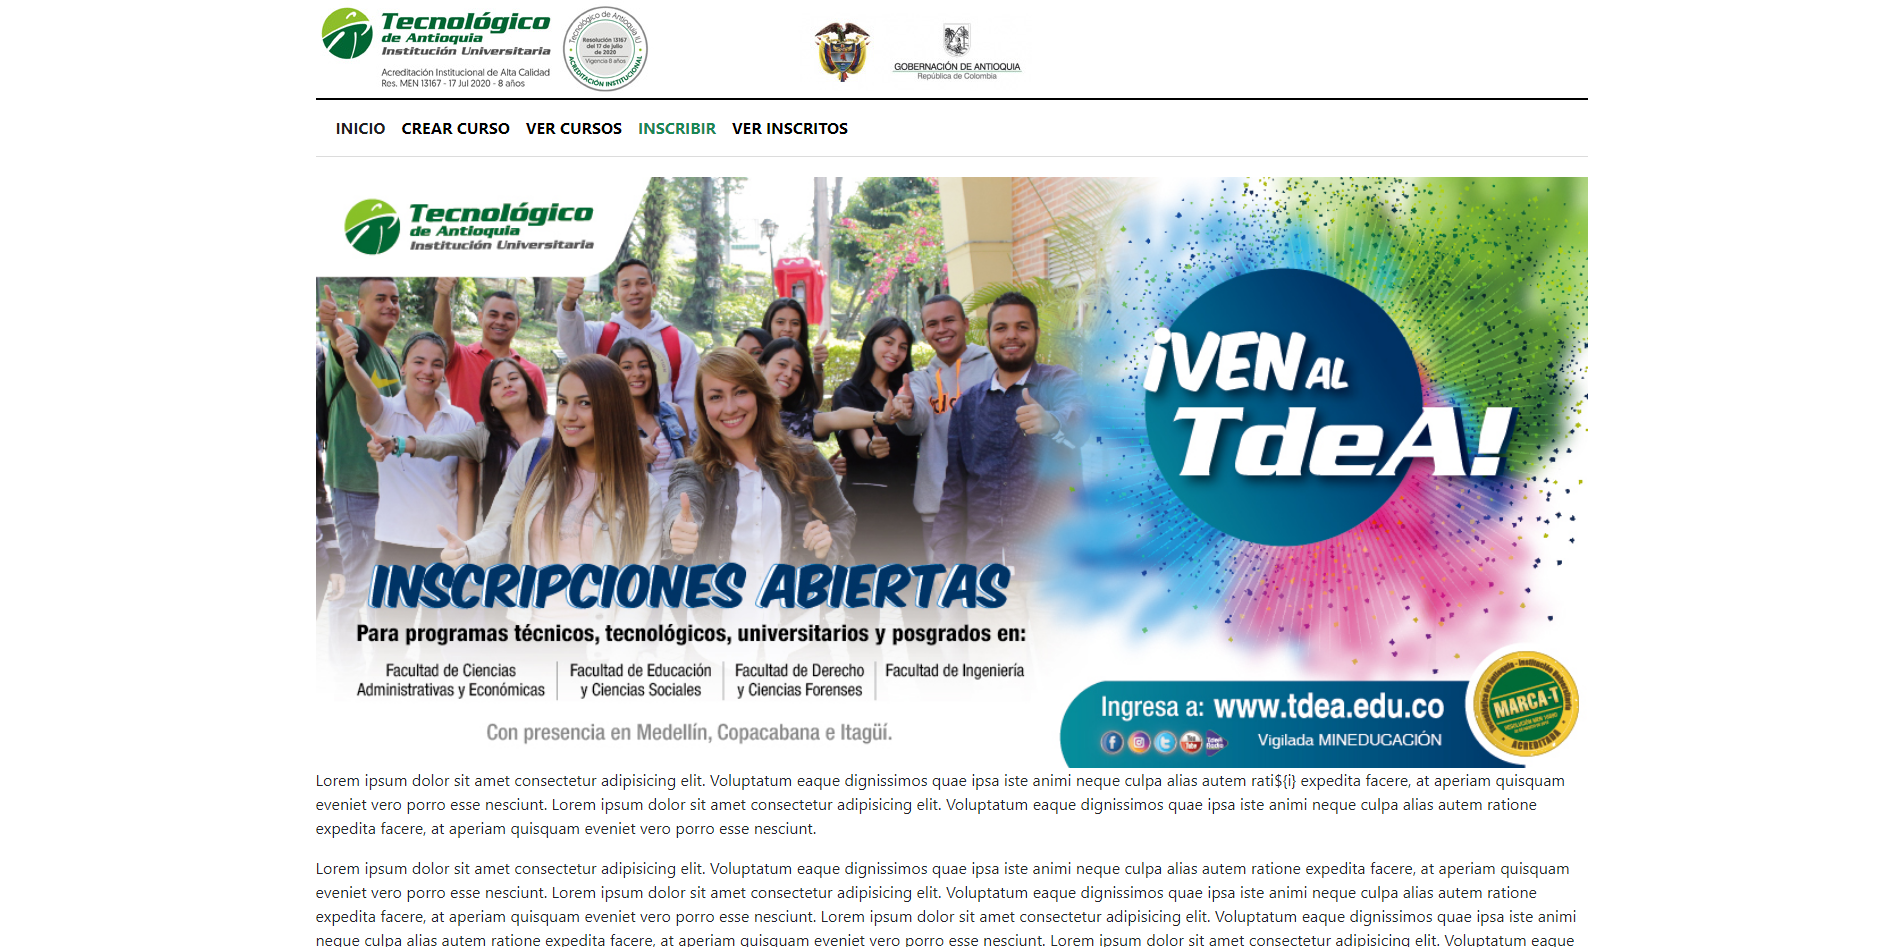 Tecnológico
de Antioquia
Institución Universitaria
Acreditación Institucional de Alta Calidad
Res. MEN 13167 - 17 Jul 2020 - 8 años
Tecnológico de Antioquia I.U
Resolución 13167
del 17 de julio
de 2020
Vigencia 8 años
ACREDITACIÓN INSTITUCIONAL
GOBERNACIÓN DE ANTIOQUIA
República de Colombia
INICIO CREAR CURSO VER CURSOS INSCRIBIR VER INSCRITOS
Tecnológico
de Antioquia
Institución Universitaria
¡VEN AL
TdeA!
INSCRIPCIONES ABIERTAS
Para programas técnicos, tecnológicos, universitarios y posgrados en:
Facultad de Ciencias
Administrativas y Económicas
Facultad de Educación
y Ciencias Sociales
Facultad de Derecho
y Ciencias Forenses
Facultad de Ingeniería
Con presencia en Medellín, Copacabana e Itagüí.
Ingresa a: www.tdea.edu.co
Vigilada MINEDUCACIÓN
MARCA-T
ACREDITADA
Lorem ipsum dolor sit amet consectetur adipisicing elit. Voluptatum eaque dignissimos quae ipsa iste animi neque culpa alias autem rati${i} expedita facere, at aperiam quisquam
eveniet vero porro esse nesciunt. Lorem ipsum dolor sit amet consectetur adipisicing elit. Voluptatum eaque dignissimos quae ipsa iste animi neque culpa alias autem ratione
expedita facere, at aperiam quisquam eveniet vero porro esse nesciunt.
Lorem ipsum dolor sit amet consectetur adipisicing elit. Voluptatum eaque dignissimos quae ipsa iste animi neque culpa alias autem ratione expedita facere, at aperiam quisquam
eveniet vero porro esse nesciunt. Lorem ipsum dolor sit amet consectetur adipisicing elit. Voluptatum eaque dignissimos quae ipsa iste animi neque culpa alias autem ratione
expedita facere, at aperiam quisquam eveniet vero porro esse nesciunt. Lorem ipsum dolor sit amet consectetur adipisicing elit. Voluptatum eaque dignissimos quae ipsa iste animi
neque culpa alias autem ratione expedita facere, at aperiam quisquam eveniet vero porro esse nesciunt. Lorem ipsum dolor sit amet consectetur adipisicing elit. Voluptatum eaque